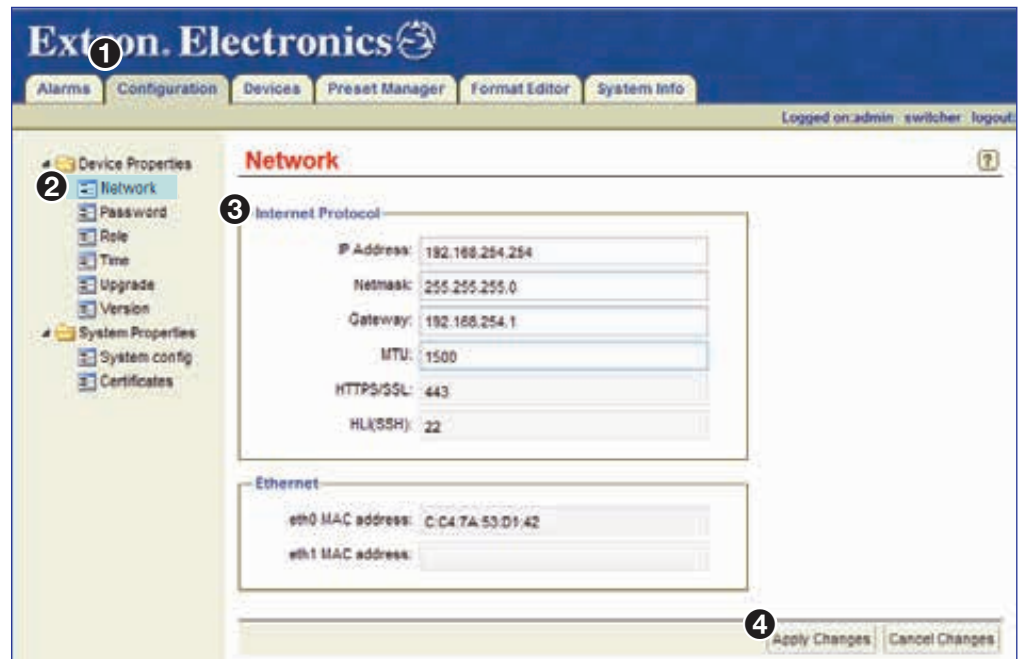 Extron. Electronics
1
Alarms Configuration Devices Preset Manager Format Editor System Info
Logged on:admin switcher logout:
Device Properties
2 Network
Password
Role
Time
Upgrade
Version
System Properties
System config
Certificates
Network ?
3 Internet Protocol
IP Address: 192.168.254.254
Netmask: 255.255.255.0
Gateway: 192.168.254.1
MTU: 1500
HTTPS/SSL: 443
HLI(SSH): 22
Ethernet
eth0 MAC address: C:C4:7A:53:D1:42
eth1 MAC address:
4 Apply Changes Cancel Changes